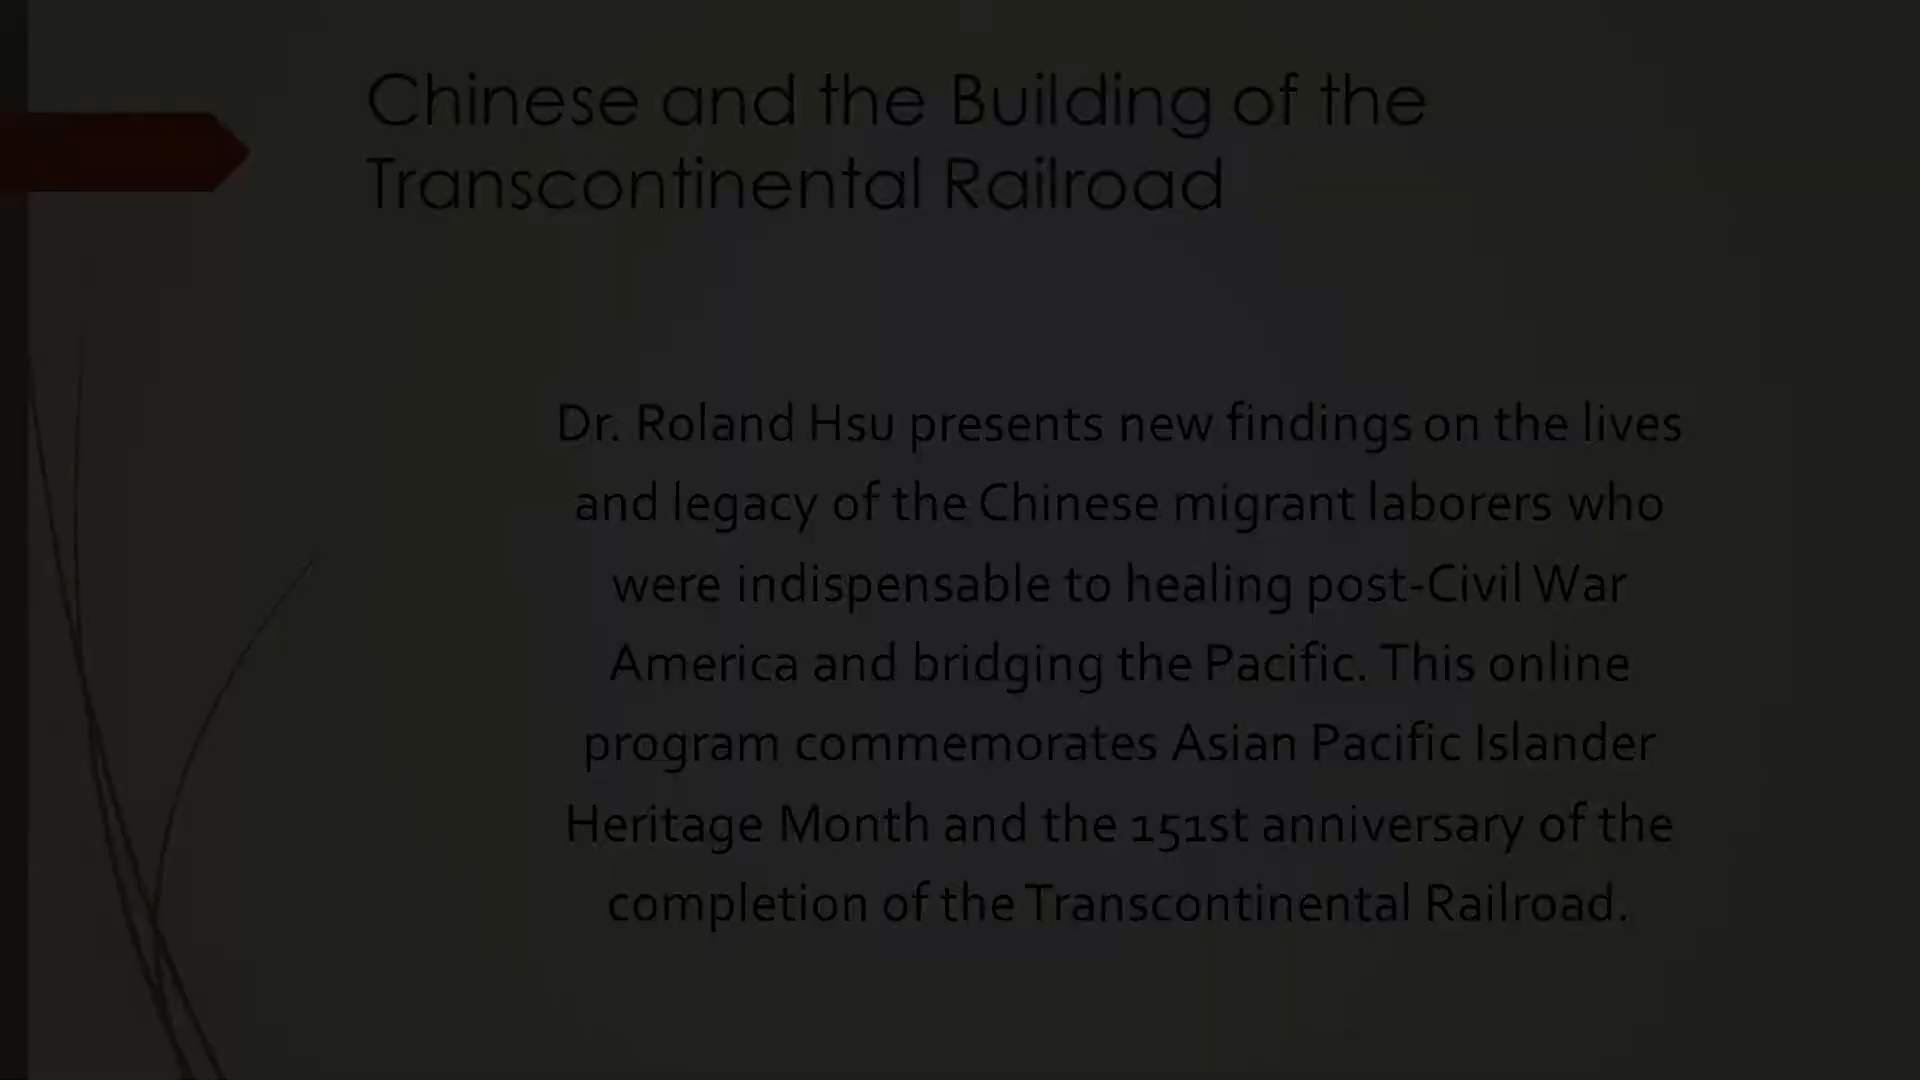 Chinese and the Building of the
Transcontinental Railroad
Dr. Roland Hsu presents new findings on the lives
and legacy of the Chinese migrant laborers who
were indispensable to healing post-Civil War
America and bridging the Pacific. This online
program commemorates Asian Pacific Islander
Heritage Month and the 151st anniversary of the
completion of the Transcontinental Railroad.